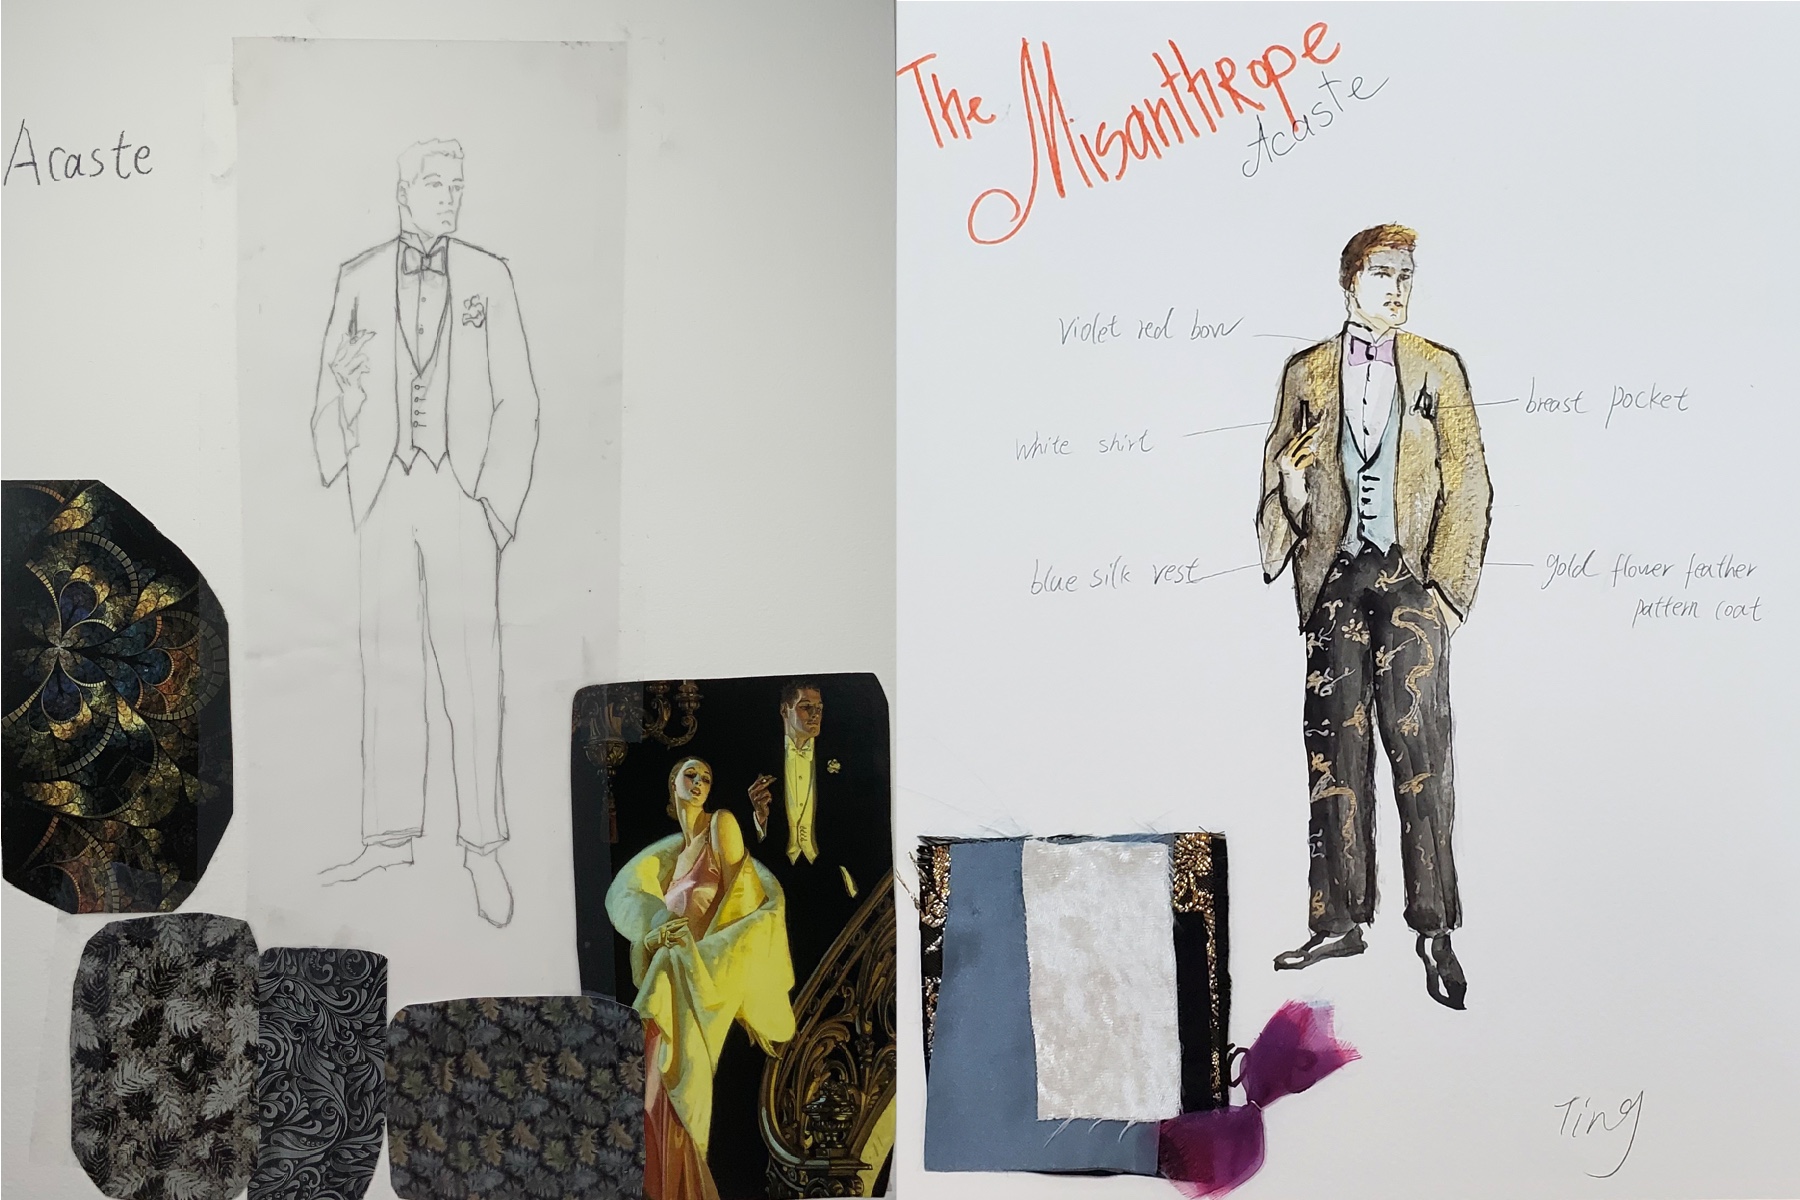 Acaste
The Misanthrope
Acaste
Violet red bow
breast pocket
white shirt
blue silk vest
gold flower feather
pattern coat
Ting